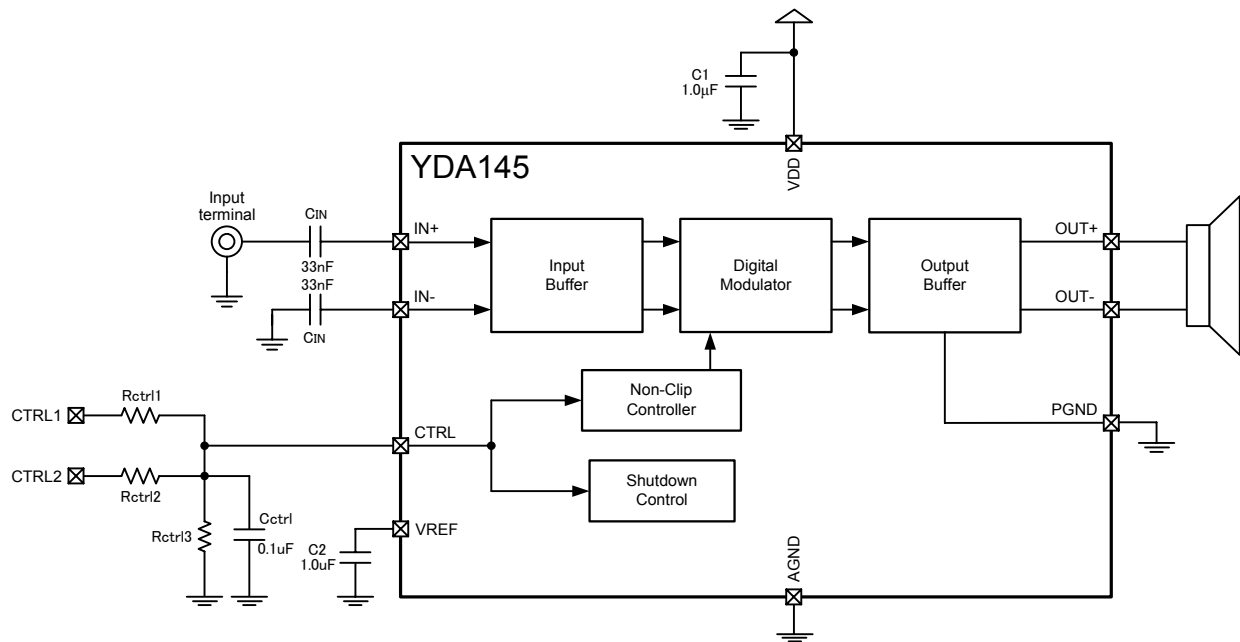 C1
1.0μF
VDD
YDA145
Input
terminal
CIN
33nF
33nF
CIN
IN+
IN-
Input
Buffer
Digital
Modulator
Output
Buffer
OUT+
OUT-
Non-Clip
Controller
PGND
CTRL1
Rctrl1
CTRL
CTRL2
Rctrl2
Shutdown
Control
Rctrl3
Cctrl
0.1uF
C2
1.0uF
VREF
AGND